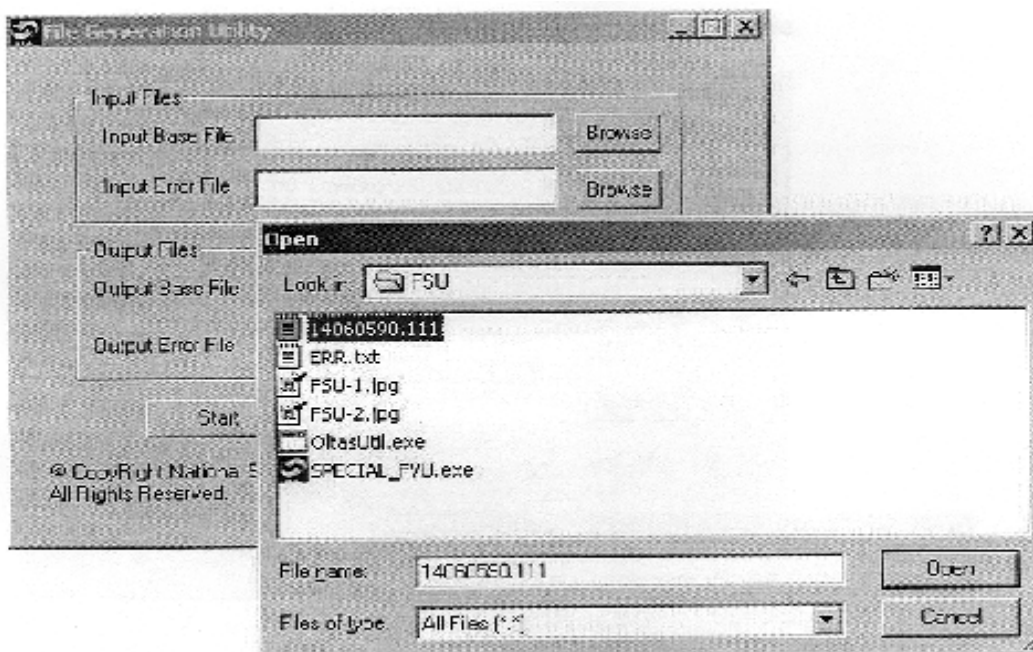 File Generation Utility
Input Files
Input Base File
Browse
Input Error File
Browse
Output Files
Output Base File
Output Error File
Start
© CopyRight National S
All Rights Reserved.
Open
Look in: FSU
14060590.111
ERR.txt
FSU-1.jpg
FSU-2.jpg
OltasUtil.exe
SPECIAL_FVU.exe
File name: 14060590.111
Open
Files of type: All Files (*.*)
Cancel